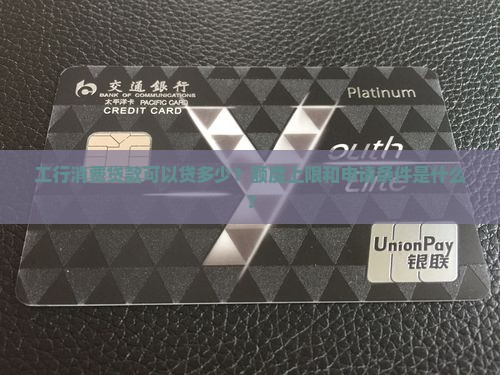 交通銀行
BANK OF COMMUNICATIONS
太平洋卡 PACIFIC CARD
CREDIT CARD
Platinum
Youth
Elite
工行消费贷款可以贷多少？额度上限和申请条件是什么
？
UnionPay
银联